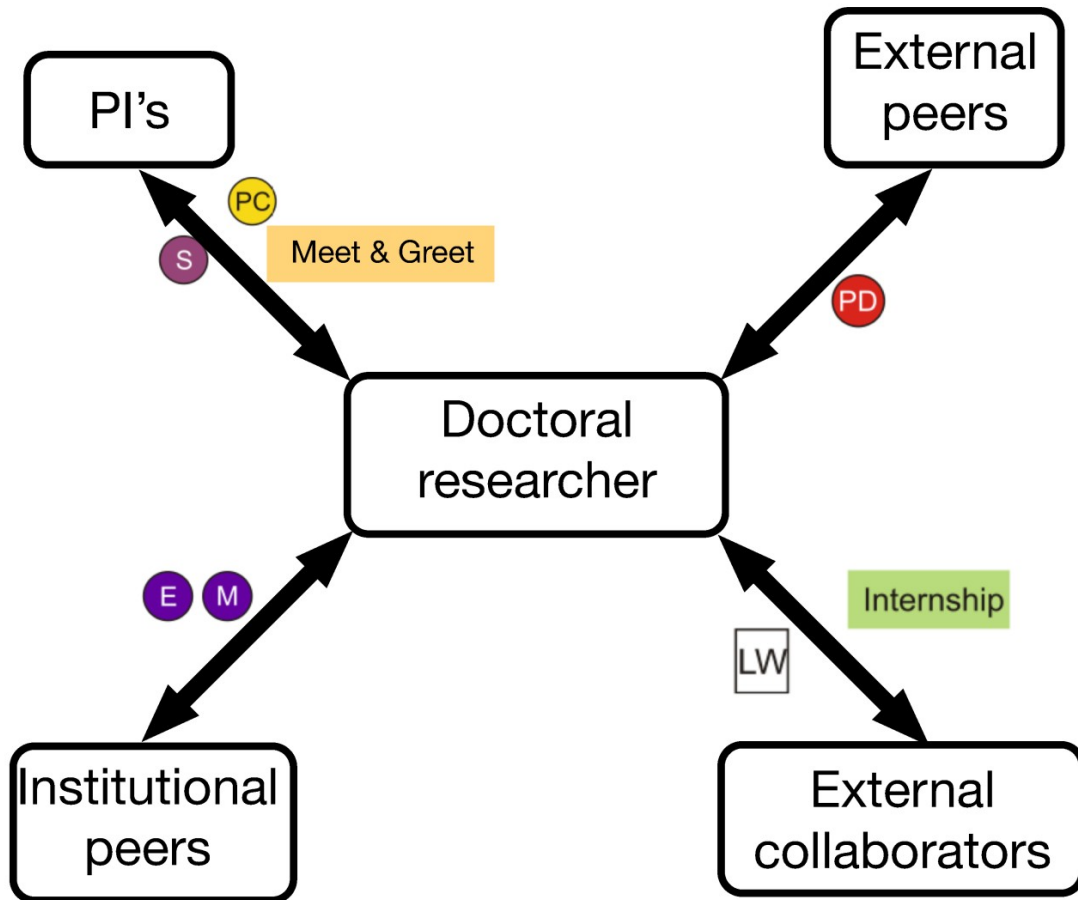 PI's
External
peers
PC
S
Meet & Greet
PD
Doctoral
researcher
E M
Internship
LW
Institutional
peers
External
collaborators